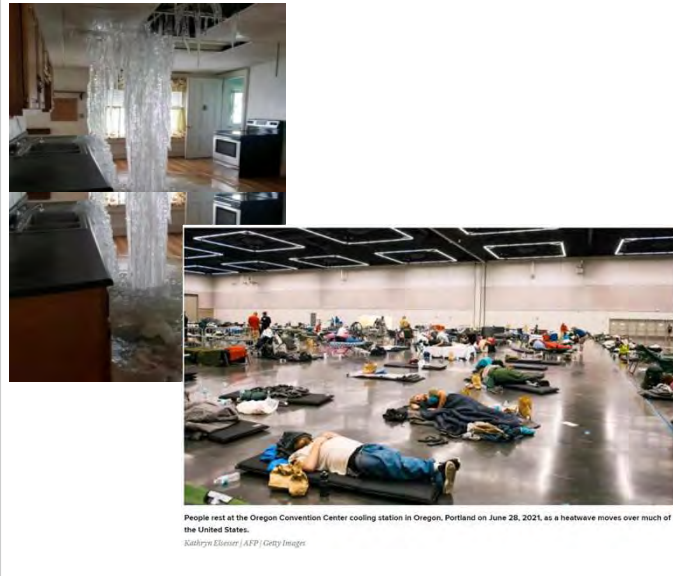 People rest at the Oregon Convention Center cooling station in Oregon, Portland on June 28, 2021, as a heatwave moves over much of
the United States.
Kathryn Elsesser | AFP | Getty Images